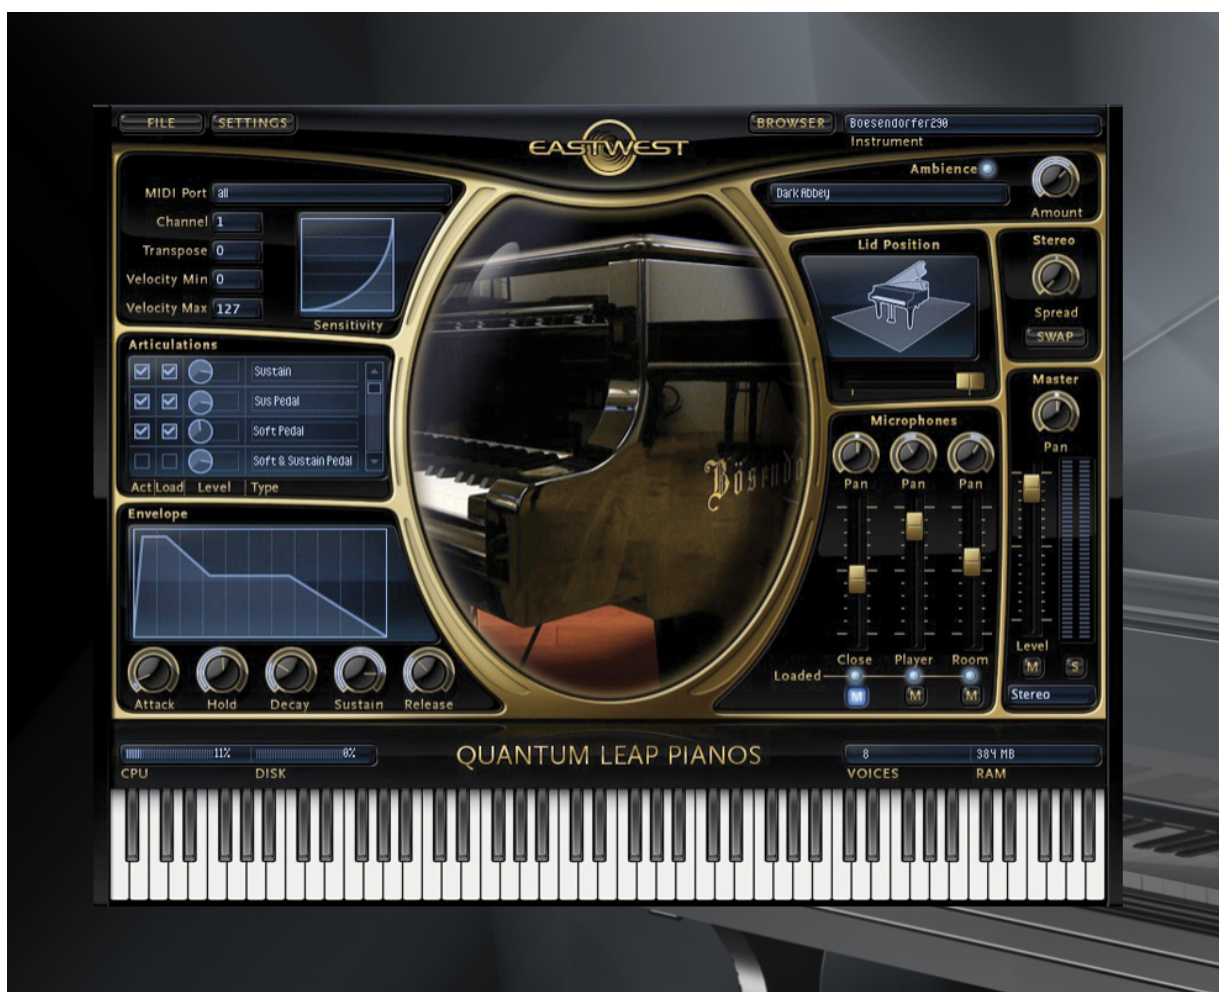 FILE
SETTINGS
EASTWEST
BROWSER
Boesendorfer290
Instrument
MIDI Port all
Channel 1
Transpose 0
Velocity Min 0
Velocity Max 127
Sensitivity
Ambience
Dark Abbey
Amount
Lid Position
Stereo
Spread
SWAP
Articulations
Sustain
Sus Pedal
Soft Pedal
Soft & Sustain Pedal
Act Load Level Type
Envelope
Attack Hold Decay Sustain Release
Bösendo
Microphones
Pan Pan Pan
Close Player Room
Loaded
M M M
Master
Pan
Level
M S
Stereo
11% 0%
CPU DISK
QUANTUM LEAP PIANOS
8 384 MB
VOICES RAM